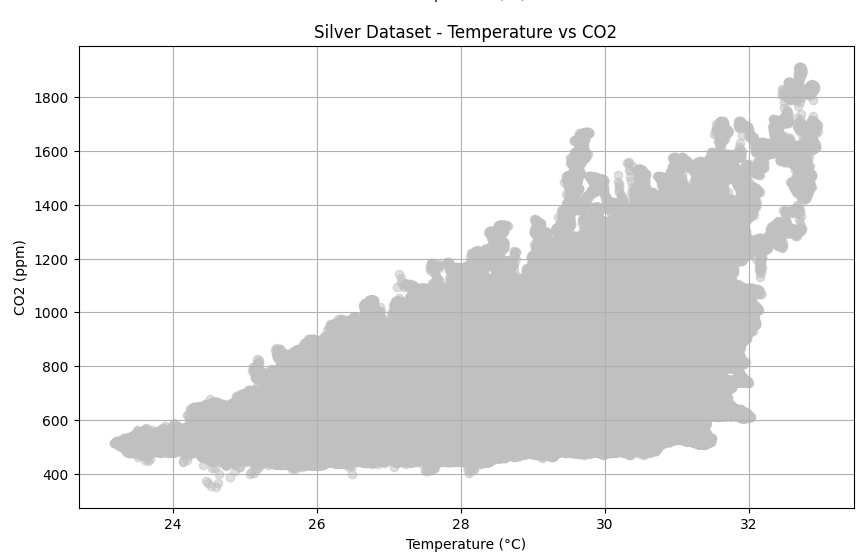 Silver Dataset - Temperature vs CO2
CO2 (ppm)
1800
1600
1400
1200
1000
800
600
400
24 26 28 30 32
Temperature (°C)